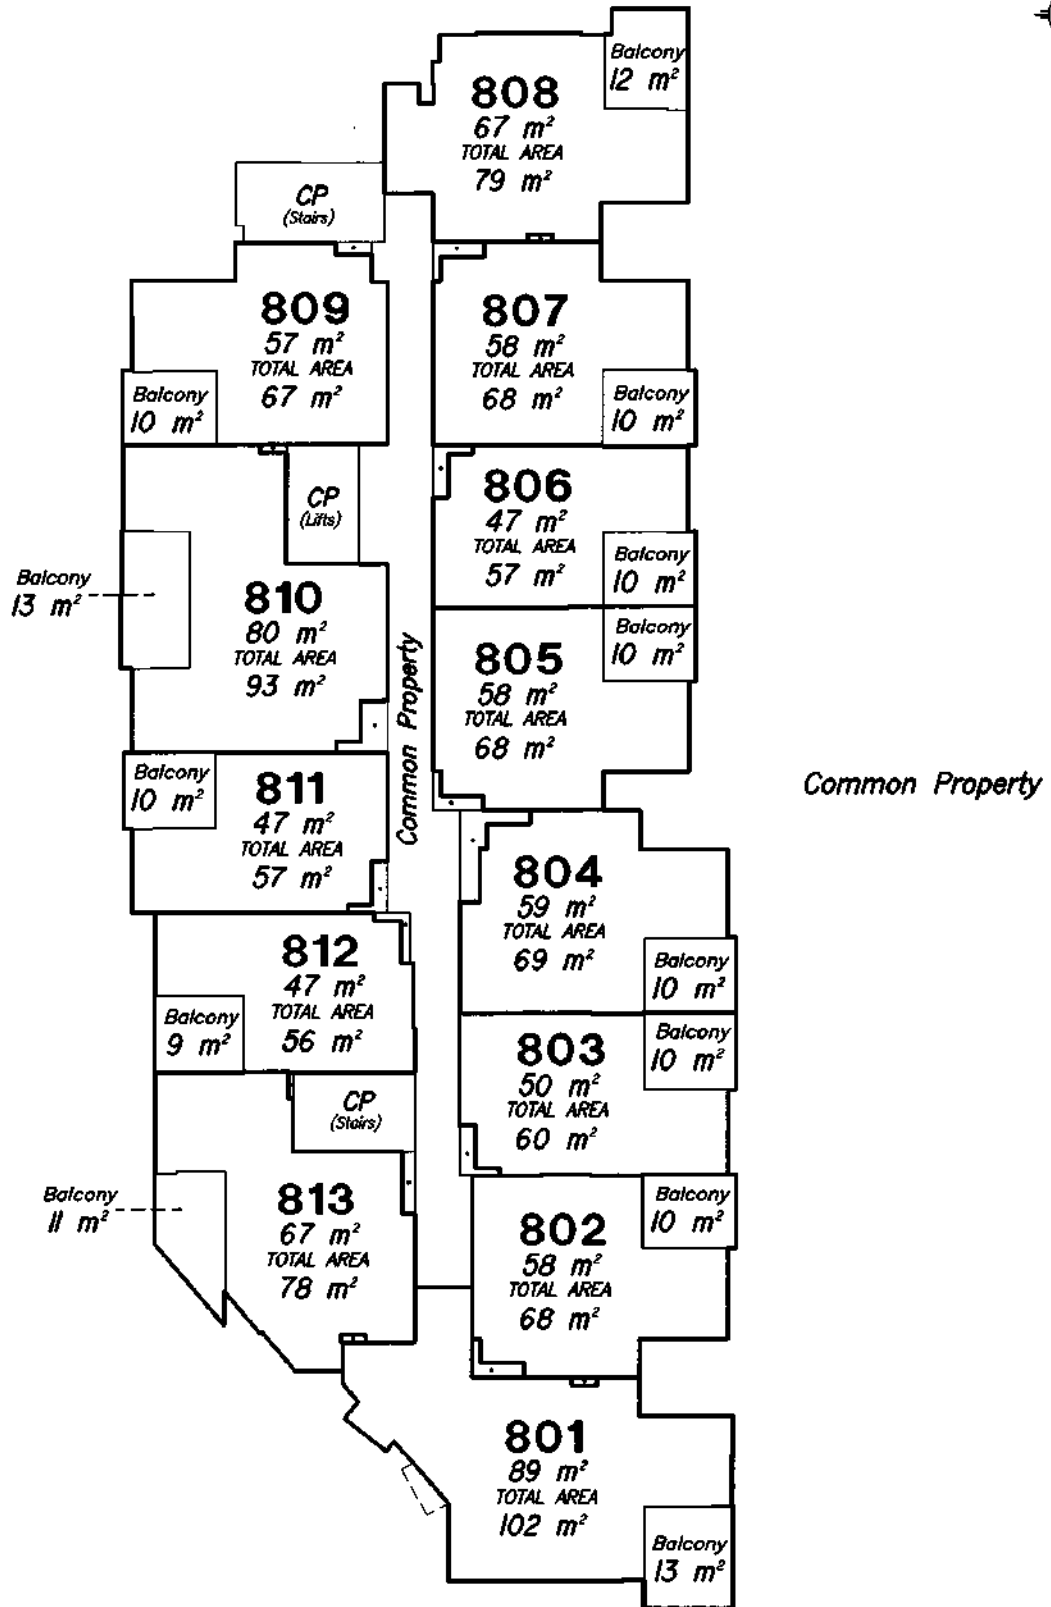 Balcony
12 m²
808
67 m²
TOTAL AREA
79 m²
CP
(Stairs)
809
57 m²
TOTAL AREA
67 m²
Balcony
10 m²
807
58 m²
TOTAL AREA
68 m²
Balcony
10 m²
CP
(Lifts)
806
47 m²
TOTAL AREA
57 m²
Balcony
10 m²
Balcony
13 m²
810
80 m²
TOTAL AREA
93 m²
Common Property
805
58 m²
TOTAL AREA
68 m²
Balcony
10 m²
Balcony
10 m²
811
47 m²
TOTAL AREA
57 m²
Common Property
804
59 m²
TOTAL AREA
69 m²
Balcony
10 m²
812
47 m²
TOTAL AREA
56 m²
Balcony
9 m²
803
50 m²
TOTAL AREA
60 m²
Balcony
10 m²
CP
(Stairs)
Balcony
11 m²
813
67 m²
TOTAL AREA
78 m²
802
58 m²
TOTAL AREA
68 m²
Balcony
10 m²
801
89 m²
TOTAL AREA
102 m²
Balcony
13 m²